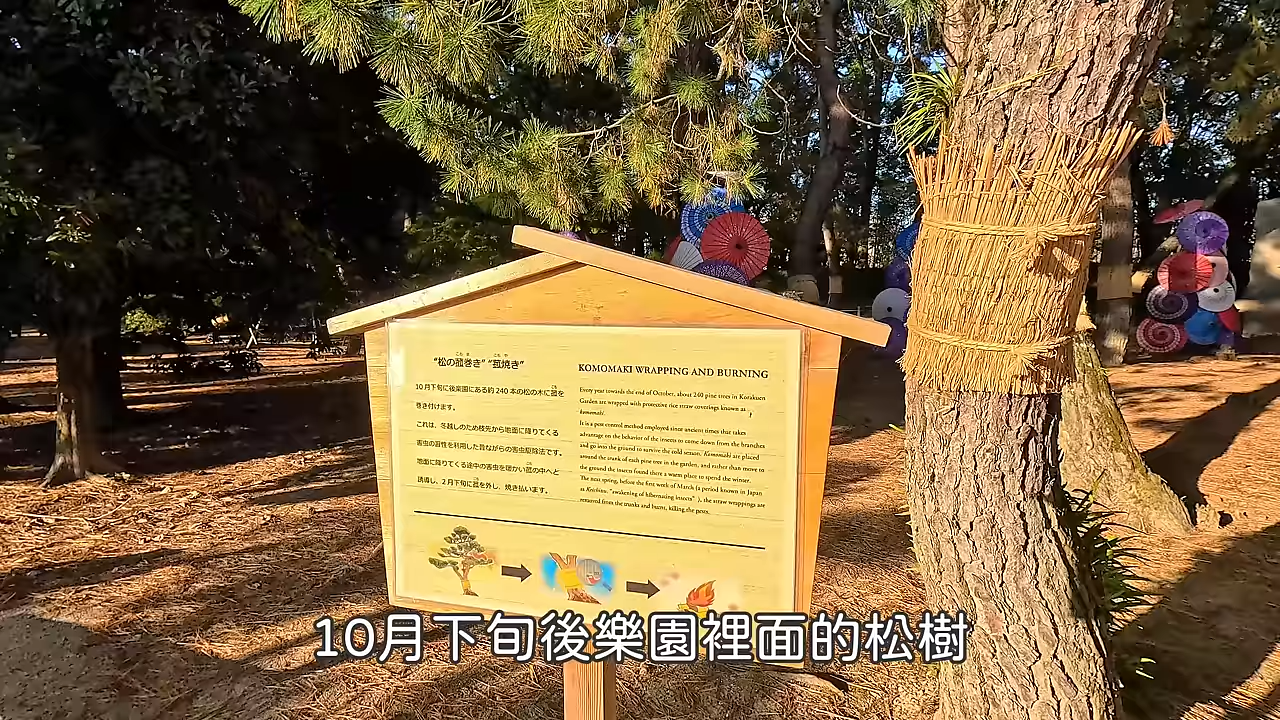 "松の菰巻き" "菰焼き"
10月下旬に後楽園にある約240本の松の木に菰を
巻き付けます。
これは、冬越しのため枝先から地面に降りてくる
害虫の習性を利用した昔ながらの害虫駆除法です。
地面に降りてくる途中の害虫を暖かい菰の中へと
誘導し、2月下旬に菰を外し、焼き払います。
KOMOMAKI WRAPPING AND BURNING
Every year towards the end of October, about 240 pine trees in Korakuen
Garden are wrapped with protective rice straw coverings known as
komomaki.
It is a pest control method employed since ancient times that takes
advantage on the behavior of the insects to come down from the branches
and go into the ground to survive the cold season. Komomaki are placed
around the trunk of each pine tree in the garden, and rather than move to
the ground the insects found there a warm place to spend the winter.
The next spring, before the first week of March (a period known in Japan
as Keichitsu, "awakening of hibernating insects" ), the straw wrappings are
removed from the trunks and burnt, killing the pests.
10月下旬後樂園裡面的松樹